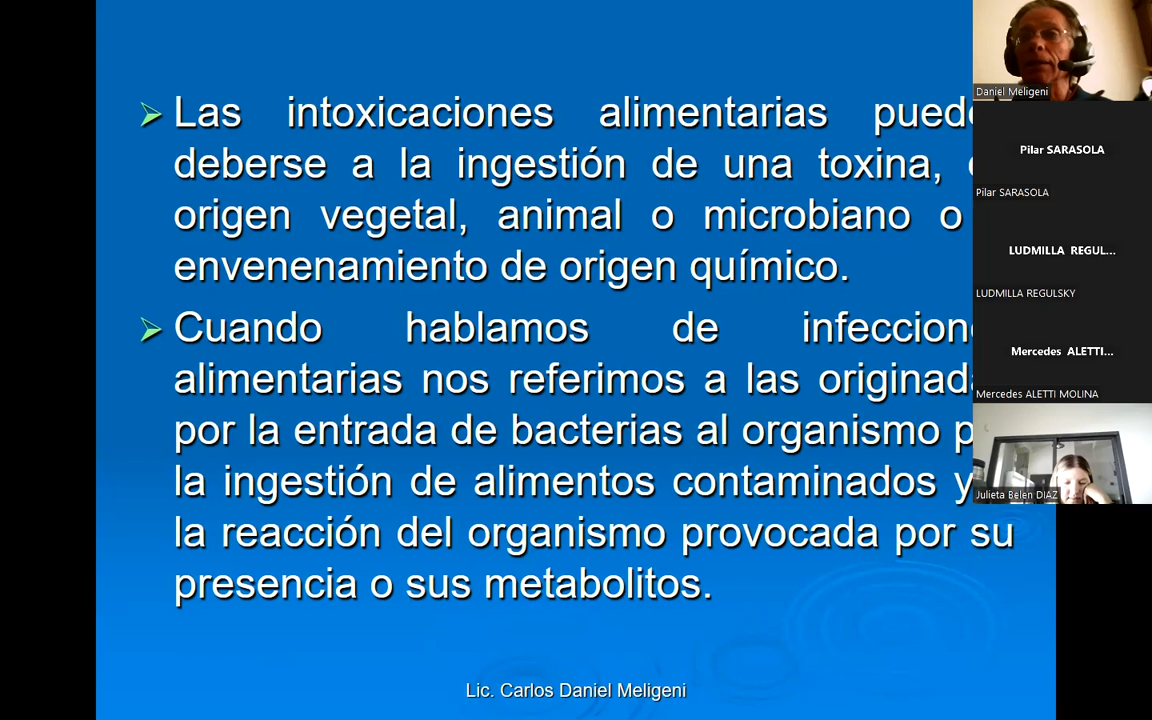 Las intoxicaciones alimentarias
deberse a la ingestión de una toxina,
origen vegetal, animal o microbiano o
envenenamiento de origen químico.
Cuando hablamos de
alimentarias nos referimos a las
por la entrada de bacterias al organismo
la ingestión de alimentos contaminados
la reacción del organismo provocada por su
presencia o sus metabolitos.
Lic. Carlos Daniel Meligeni
Daniel Meligeni
Pilar SARASOLA
Pilar SARASOLA
LUDMILLA REGUL...
LUDMILLA REGULSKY
Mercedes ALETTI...
Mercedes ALETTI MOLINA
Julieta Belen DIAZ